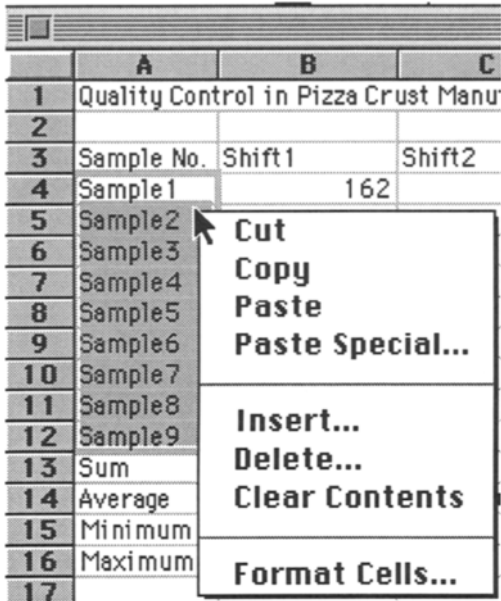 A B C
1 Quality Control in Pizza Crust Manu
2
3 Sample No. Shift1 Shift2
4 Sample1 162
5 Sample2
6 Sample3
7 Sample4
8 Sample5
9 Sample6
10 Sample7
11 Sample8
12 Sample9
13 Sum
14 Average
15 Minimum
16 Maximum
17
Cut
Copy
Paste
Paste Special...
Insert...
Delete...
Clear Contents
Format Cells...